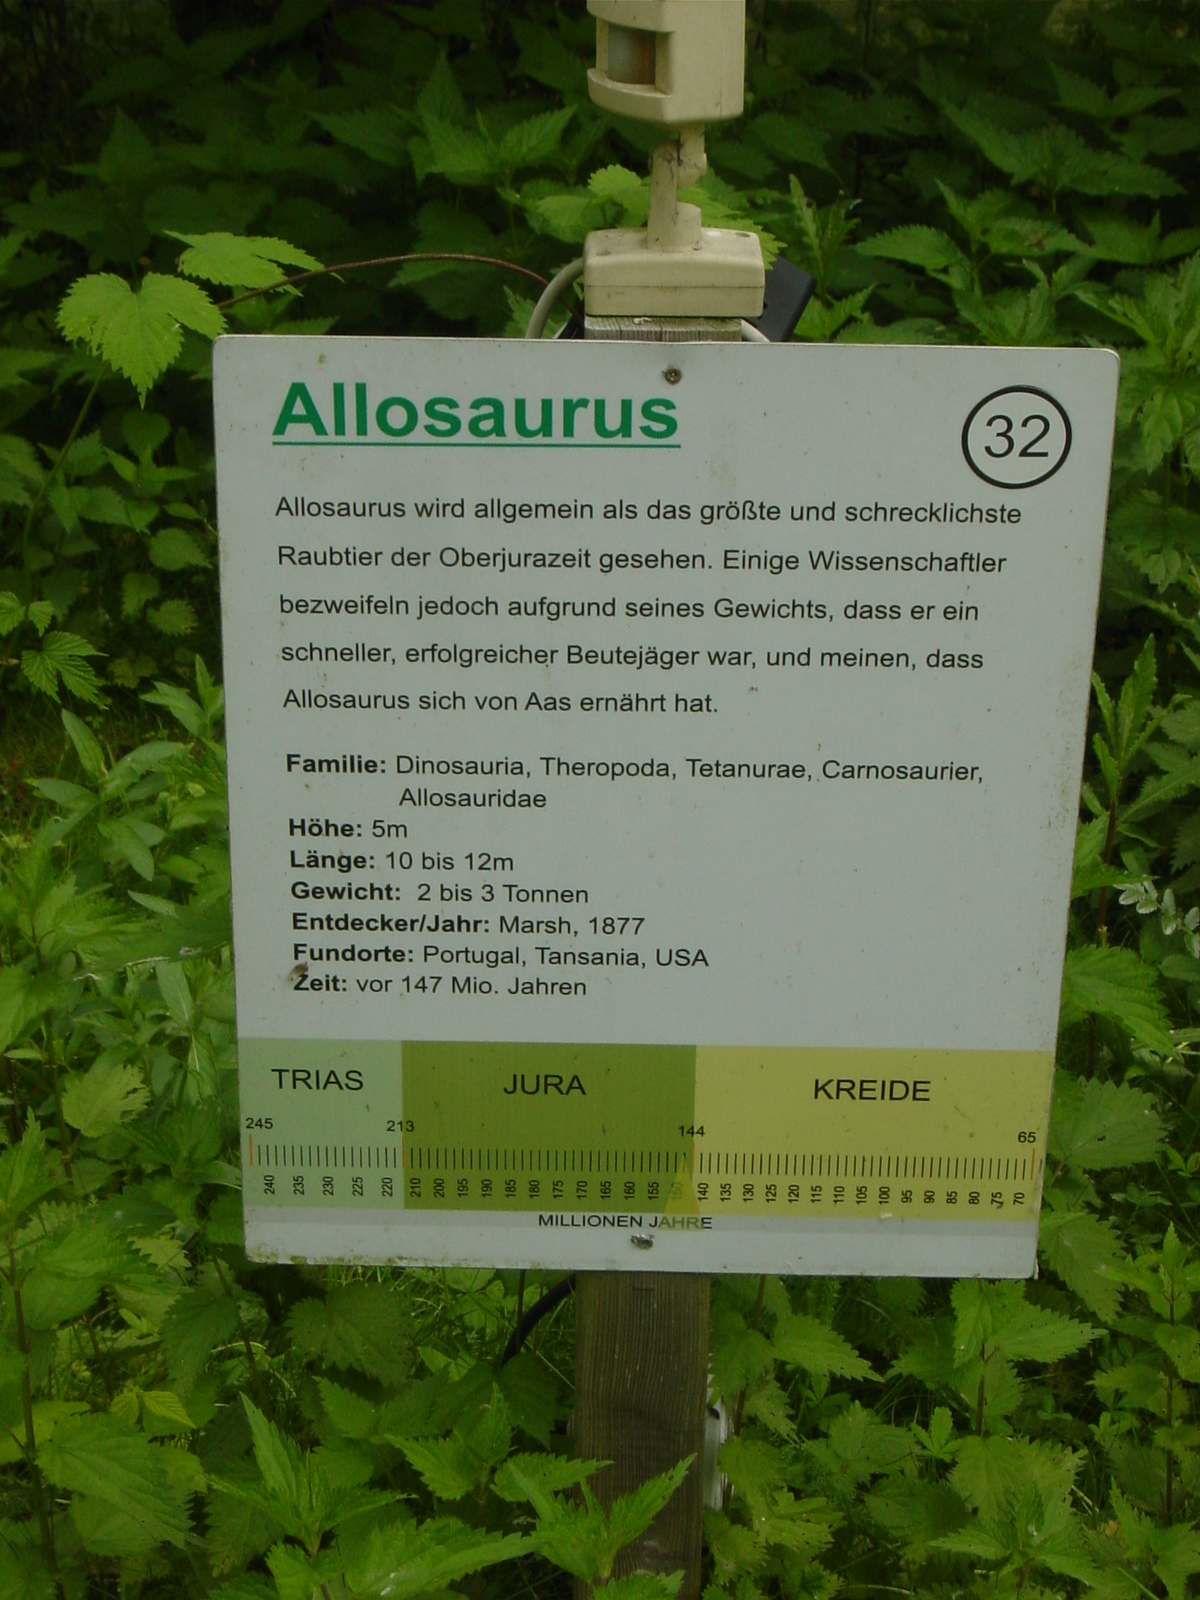 Allosaurus
32
Allosaurus wird allgemein als das größte und schrecklichste
Raubtier der Oberjurazeit gesehen. Einige Wissenschaftler
bezweifeln jedoch aufgrund seines Gewichts, dass er ein
schneller, erfolgreicher Beutejäger war, und meinen, dass
Allosaurus sich von Aas ernährt hat.
Familie: Dinosauria, Theropoda, Tetanurae, Carnosaurier,
Allosauridae
Höhe: 5m
Länge: 10 bis 12m
Gewicht: 2 bis 3 Tonnen
Entdecker/Jahr: Marsh, 1877
Fundorte: Portugal, Tansania, USA
Zeit: vor 147 Mio. Jahren
TRIAS JURA KREIDE
245 213 144 65
240 235 230 225 220 210 200 195 190 185 180 175 170 165 160 155 150 140 135 130 125 120 115 110 105 100 95 90 85 80 75 70
MILLIONEN JAHRE